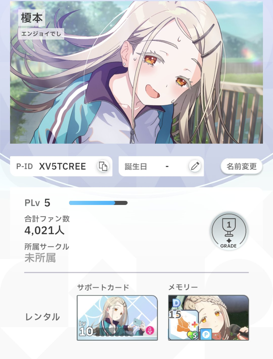 榎本
エンジョイでし
P-ID XV5TCREE
誕生日 -
名前変更
PLv 5
合計ファン数
4,021人
1
GRADE
所属サークル
未所属
サポートカード
メモリー
レンタル
10
15